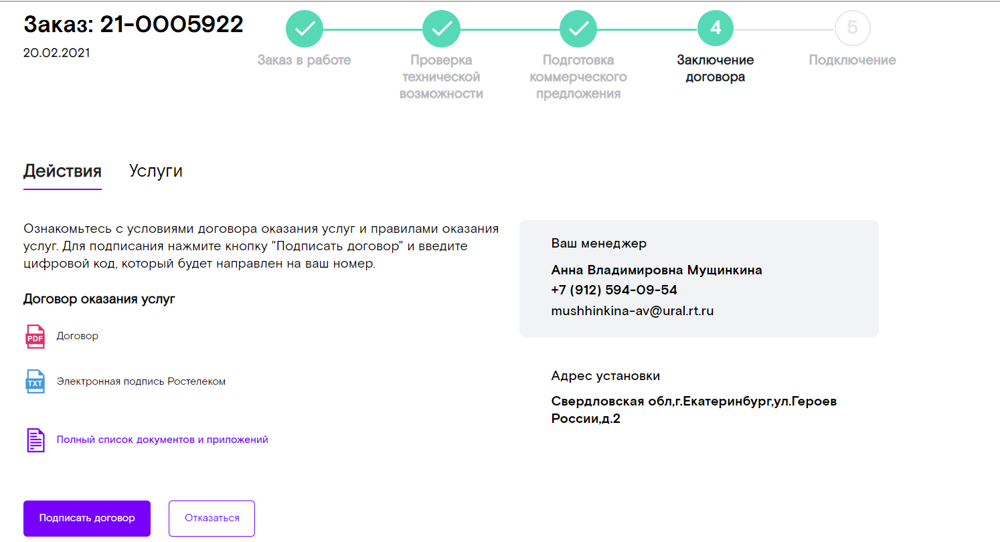 Заказ: 21-0005922
20.02.2021
4
5
Заказ в работе
Проверка
технической
возможности
Подготовка
коммерческого
предложения
Заключение
договора
Подключение
Действия
Услуги
Ознакомьтесь с условиями договора оказания услуг и правилами оказания
услуг. Для подписания нажмите кнопку "Подписать договор" и введите
цифровой код, который будет направлен на ваш номер.
Договор оказания услуг
PDF Договор
TXT Электронная подпись Ростелеком
Полный список документов и приложений
Подписать договор
Отказаться
Ваш менеджер
Анна Владимировна Мущинкина
+7 (912) 594-09-54
mushhinkina-av@ural.rt.ru
Адрес установки
Свердловская обл,г.Екатеринбург,ул.Героев
России,д.2